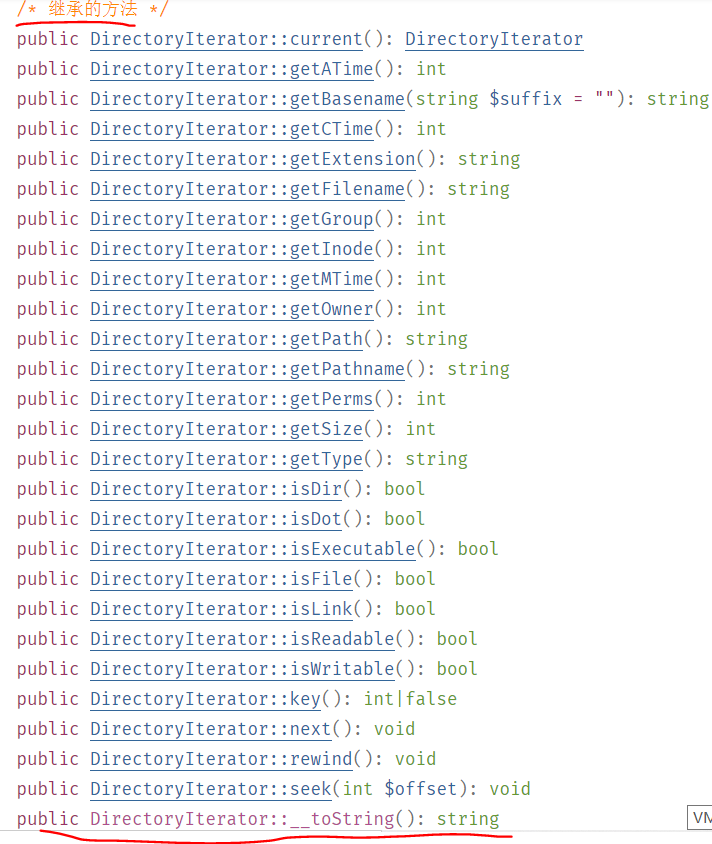 /* 继承的方法 */
public DirectoryIterator::current(): DirectoryIterator
public DirectoryIterator::getATime(): int
public DirectoryIterator::getBasename(string $suffix = ""): string
public DirectoryIterator::getCTime(): int
public DirectoryIterator::getExtension(): string
public DirectoryIterator::getFilename(): string
public DirectoryIterator::getGroup(): int
public DirectoryIterator::getInode(): int
public DirectoryIterator::getMTime(): int
public DirectoryIterator::getOwner(): int
public DirectoryIterator::getPath(): string
public DirectoryIterator::getPathname(): string
public DirectoryIterator::getPerms(): int
public DirectoryIterator::getSize(): int
public DirectoryIterator::getType(): string
public DirectoryIterator::isDir(): bool
public DirectoryIterator::isDot(): bool
public DirectoryIterator::isExecutable(): bool
public DirectoryIterator::isFile(): bool
public DirectoryIterator::isLink(): bool
public DirectoryIterator::isReadable(): bool
public DirectoryIterator::isWritable(): bool
public DirectoryIterator::key(): int|false
public DirectoryIterator::next(): void
public DirectoryIterator::rewind(): void
public DirectoryIterator::seek(int $offset): void
public DirectoryIterator::__toString(): string